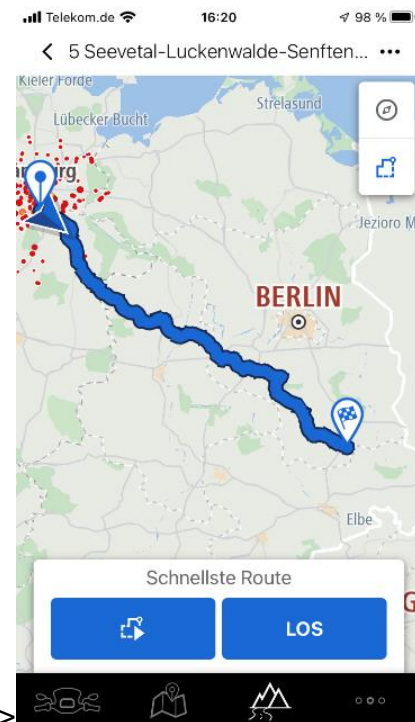 Telekom.de 16:20 98 %
5 Seevetal-Luckenwalde-Senften...
Kieler Förde
Strelasund
Lübecker Bucht
Jezioro M
BERLIN
Elbe
Schnellste Route
LOS
>